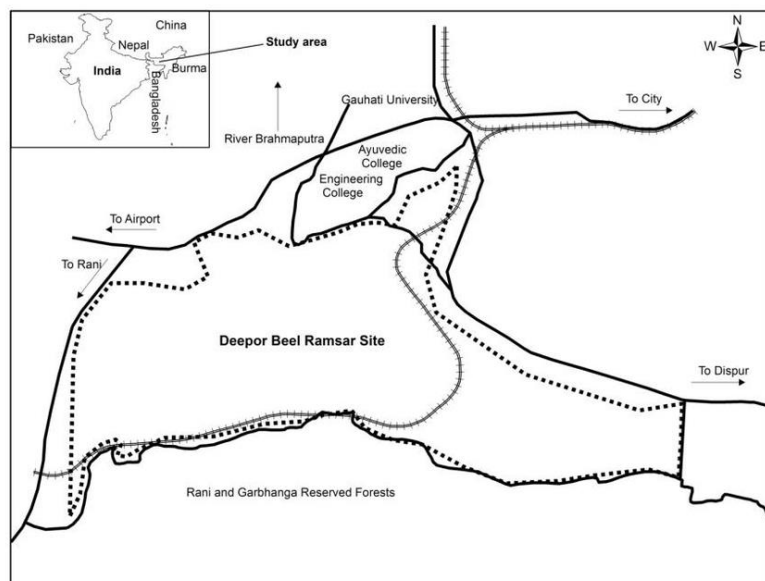 China
Pakistan
Nepal
Study area
India
Burma
Bangladesh
N
W
E
S
Gauhati University
To City
River Brahmaputra
Ayuvedic
College
Engineering
College
To Airport
To Rani
Deepor Beel Ramsar Site
To Dispur
Rani and Garbhanga Reserved Forests